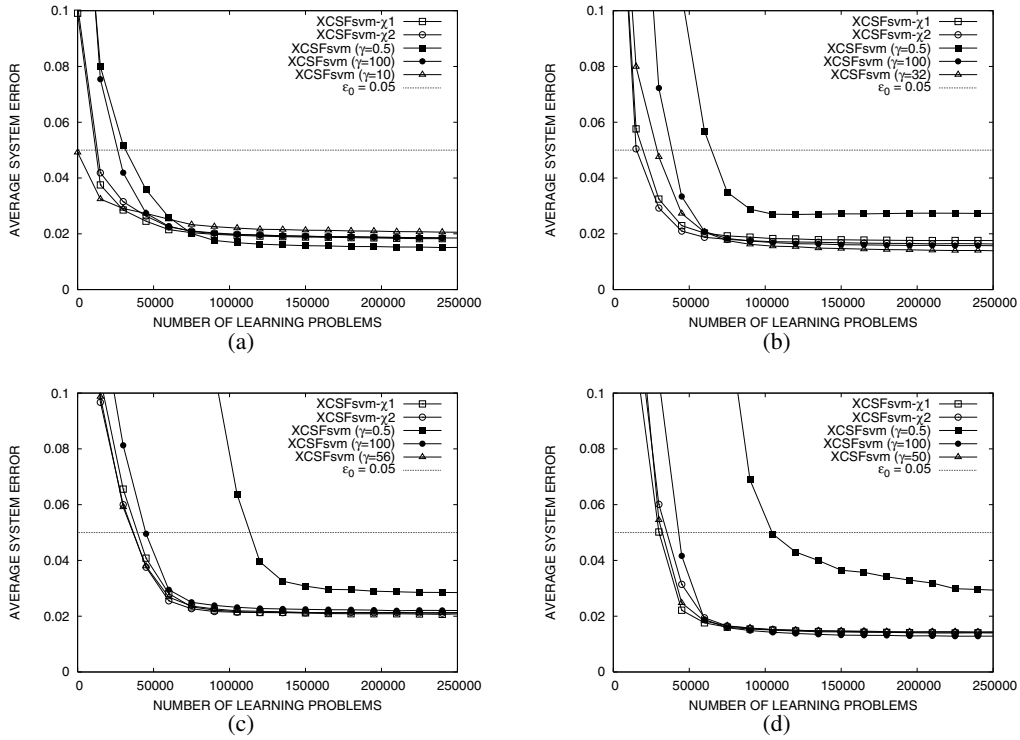 0.1
0.08
0.06
0.04
0.02
0
AVERAGE SYSTEM ERROR
XCSFsvm-χ1
XCSFsvm-χ2
XCSFsvm (γ=0.5)
XCSFsvm (γ=100)
XCSFsvm (γ=10)
ε0 = 0.05
0 50000 100000 150000 200000 250000
NUMBER OF LEARNING PROBLEMS
(a)
0.1
0.08
0.06
0.04
0.02
0
AVERAGE SYSTEM ERROR
XCSFsvm-χ1
XCSFsvm-χ2
XCSFsvm (γ=0.5)
XCSFsvm (γ=100)
XCSFsvm (γ=32)
ε0 = 0.05
0 50000 100000 150000 200000 250000
NUMBER OF LEARNING PROBLEMS
(b)
0.1
0.08
0.06
0.04
0.02
0
AVERAGE SYSTEM ERROR
XCSFsvm-χ1
XCSFsvm-χ2
XCSFsvm (γ=0.5)
XCSFsvm (γ=100)
XCSFsvm (γ=56)
ε0 = 0.05
0 50000 100000 150000 200000 250000
NUMBER OF LEARNING PROBLEMS
(c)
0.1
0.08
0.06
0.04
0.02
0
AVERAGE SYSTEM ERROR
XCSFsvm-χ1
XCSFsvm-χ2
XCSFsvm (γ=0.5)
XCSFsvm (γ=100)
XCSFsvm (γ=50)
ε0 = 0.05
0 50000 100000 150000 200000 250000
NUMBER OF LEARNING PROBLEMS
(d)